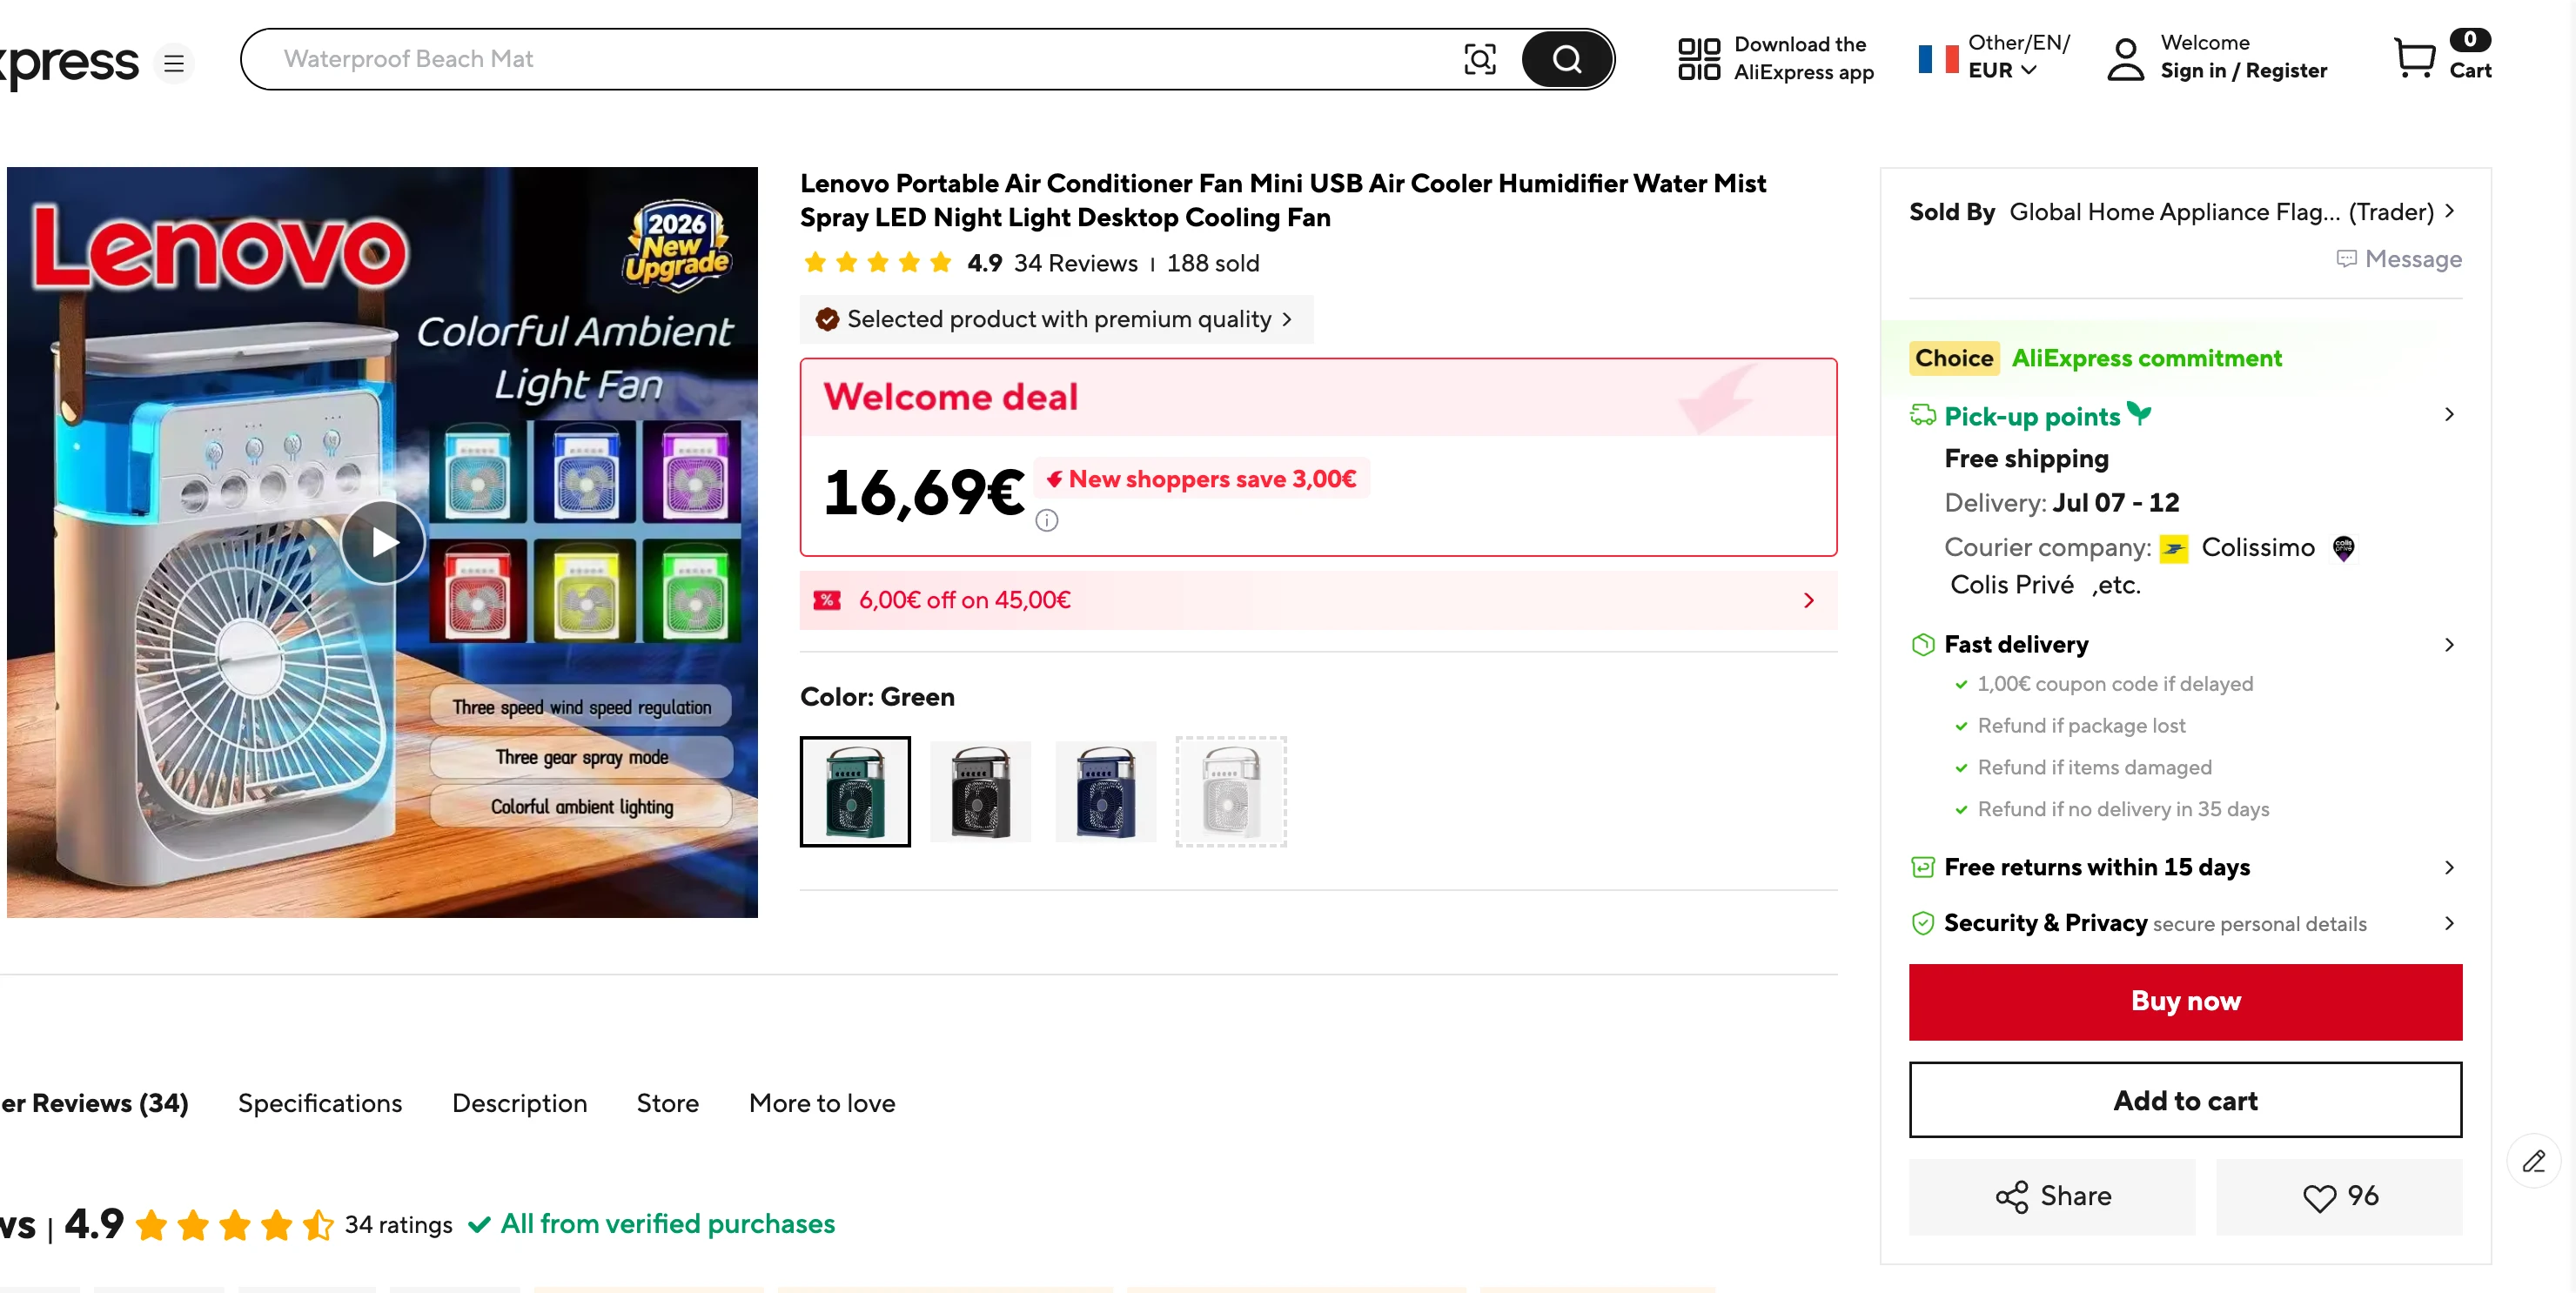 xpress
Waterproof Beach Mat
Download the
AliExpress app
Other/EN/
EUR
Welcome
Sign in / Register
0
Cart
Lenovo
2026
New
Upgrade
Colorful Ambient
Light Fan
Three speed wind speed regulation
Three gear spray mode
Colorful ambient lighting
Lenovo Portable Air Conditioner Fan Mini USB Air Cooler Humidifier Water Mist
Spray LED Night Light Desktop Cooling Fan
4.9 34 Reviews | 188 sold
Selected product with premium quality
Welcome deal
16,69€ New shoppers save 3,00€
% 6,00€ off on 45,00€
Color: Green
Sold By Global Home Appliance Flag... (Trader)
Message
Choice AliExpress commitment
Pick-up points
Free shipping
Delivery: Jul 07 - 12
Courier company: Colissimo
Colis Privé ,etc.
Fast delivery
1,00€ coupon code if delayed
Refund if package lost
Refund if items damaged
Refund if no delivery in 35 days
Free returns within 15 days
Security & Privacy secure personal details
Buy now
Add to cart
Share
96
er Reviews (34) Specifications Description Store More to love
ws | 4.9 34 ratings All from verified purchases